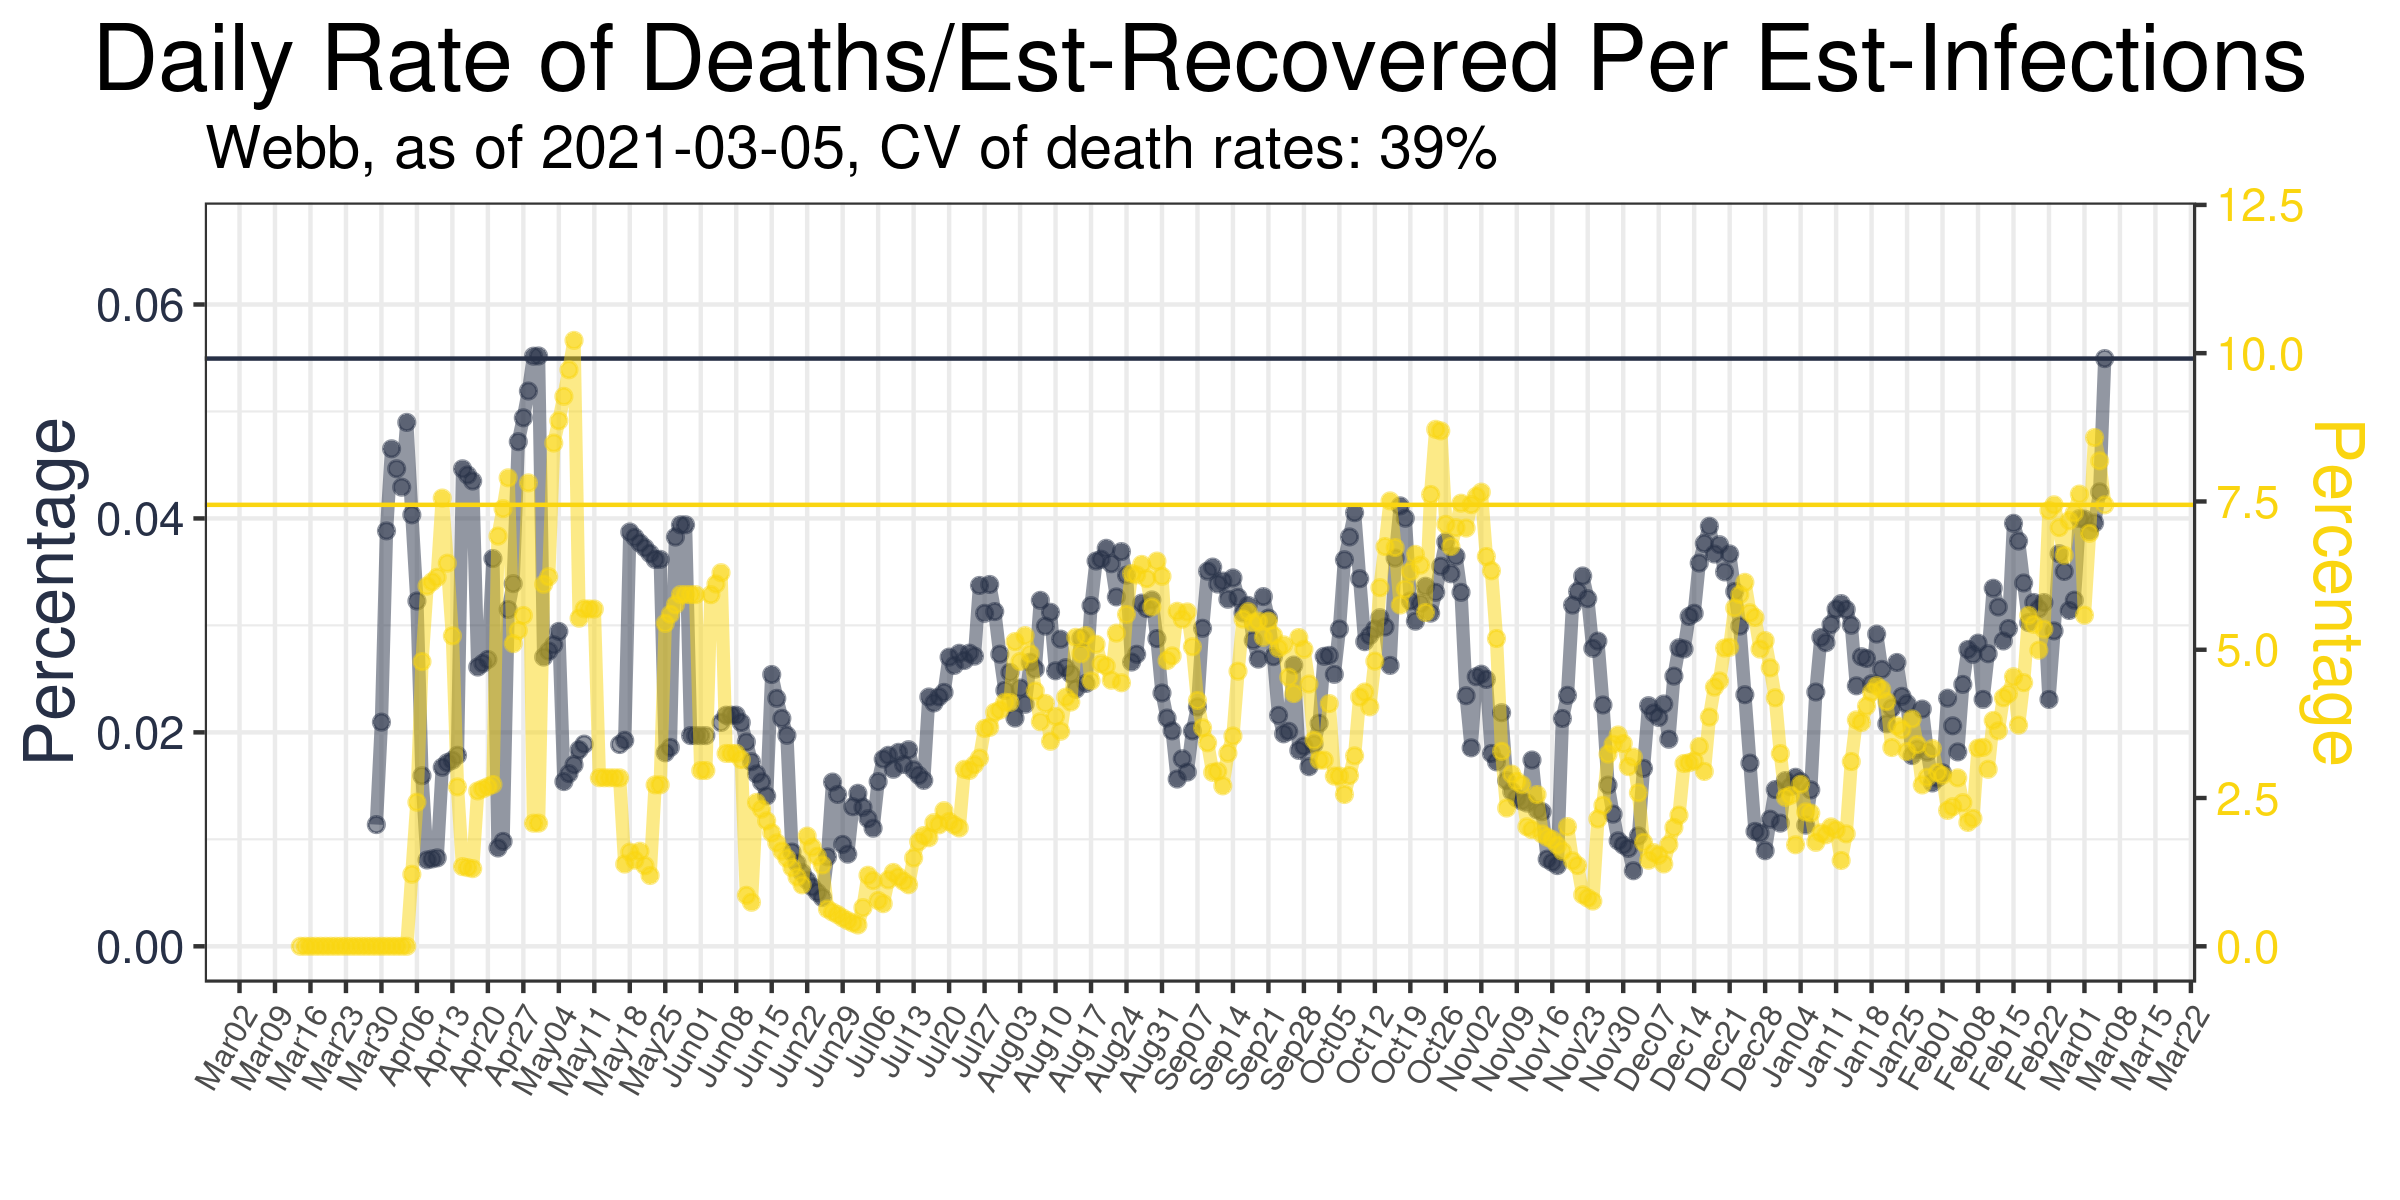 Daily Rate of Deaths/Est-Recovered Per Est-Infections
Webb, as of 2021-03-05, CV of death rates: 39%
Percentage
0.06
0.04
0.02
0.00
12.5
10.0
7.5
5.0
2.5
0.0
Percentage
Mar02 Mar09 Mar16 Mar23 Mar30 Apr06 Apr13 Apr20 Apr27 May04 May11 May18 May25 Jun01 Jun08 Jun15 Jun22 Jun29 Jul06 Jul13 Jul20 Jul27 Aug03 Aug10 Aug17 Aug24 Aug31 Sep07 Sep14 Sep21 Sep28 Oct05 Oct12 Oct19 Oct26 Nov02 Nov09 Nov16 Nov23 Nov30 Dec07 Dec14 Dec21 Dec28 Jan04 Jan11 Jan18 Jan25 Feb01 Feb08 Feb15 Feb22 Mar01 Mar08 Mar15 Mar22